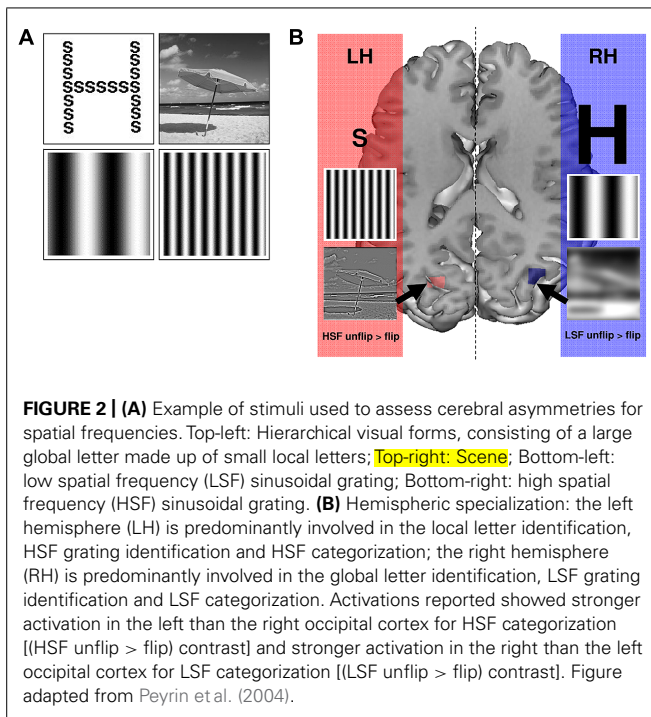 A
B
SSSSSS
LH
RH
S
H
HSF unflip > flip
LSF unflip > flip
FIGURE 2 | (A) Example of stimuli used to assess cerebral asymmetries for
spatial frequencies. Top-left: Hierarchical visual forms, consisting of a large
global letter made up of small local letters; Top-right: Scene; Bottom-left:
low spatial frequency (LSF) sinusoidal grating; Bottom-right: high spatial
frequency (HSF) sinusoidal grating. (B) Hemispheric specialization: the left
hemisphere (LH) is predominantly involved in the local letter identification,
HSF grating identification and HSF categorization; the right hemisphere
(RH) is predominantly involved in the global letter identification, LSF grating
identification and LSF categorization. Activations reported showed stronger
activation in the left than the right occipital cortex for HSF categorization
[(HSF unflip > flip) contrast] and stronger activation in the right than the left
occipital cortex for LSF categorization [(LSF unflip > flip) contrast]. Figure
adapted from Peyrin et al. (2004).